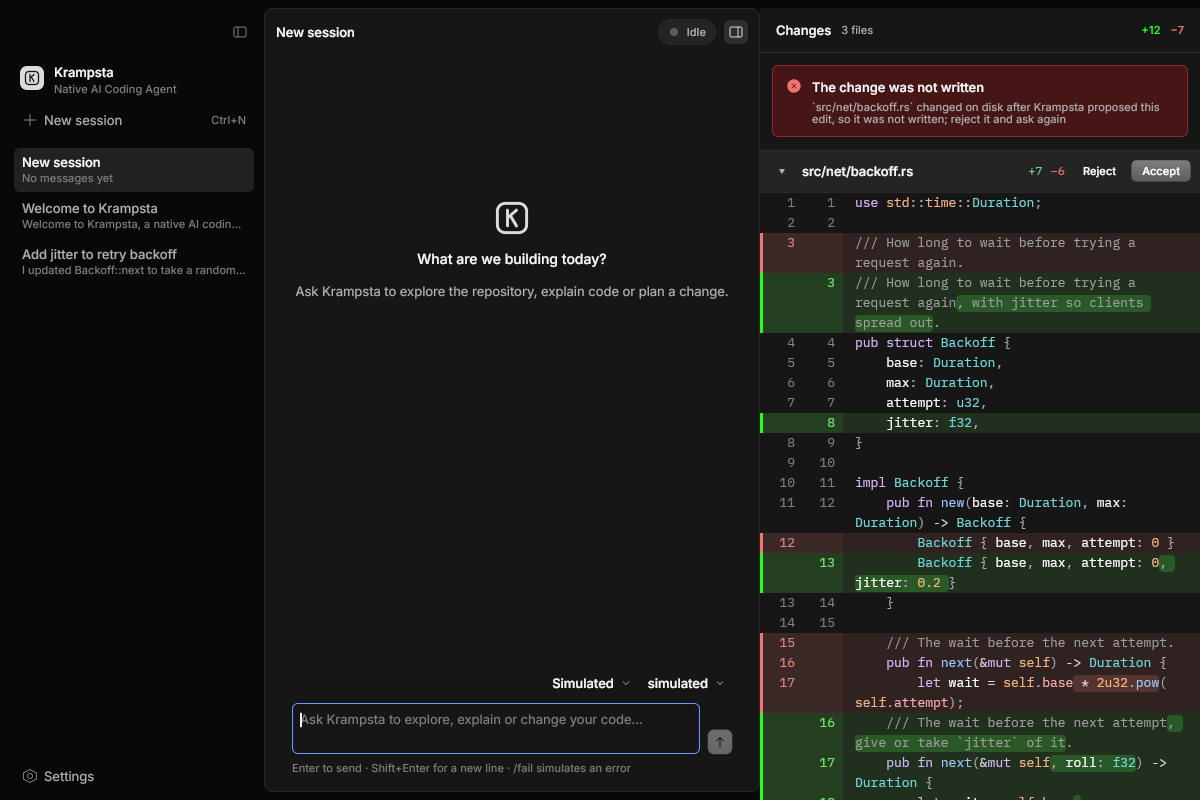 Krampsta
Native AI Coding Agent
New session Ctrl+N
New session
No messages yet
Welcome to Krampsta
Welcome to Krampsta, a native AI codin...
Add jitter to retry backoff
I updated Backoff::next to take a random...
Settings
New session
Idle
K
What are we building today?
Ask Krampsta to explore the repository, explain code or plan a change.
Simulated simulated
Ask Krampsta to explore, explain or change your code...
Enter to send · Shift+Enter for a new line · /fail simulates an error
Changes 3 files +12 −7
The change was not written
`src/net/backoff.rs` changed on disk after Krampsta proposed this
edit, so it was not written; reject it and ask again
src/net/backoff.rs +7 −6 Reject Accept
1 1 use std::time::Duration;
2 2
3 /// How long to wait before trying a
request again.
3 /// How long to wait before trying a
request again, with jitter so clients
spread out.
4 4 pub struct Backoff {
5 5 base: Duration,
6 6 max: Duration,
7 7 attempt: u32,
8 jitter: f32,
8 9 }
9 10
10 11 impl Backoff {
11 12 pub fn new(base: Duration, max:
Duration) -> Backoff {
12 Backoff { base, max, attempt: 0 }
13 Backoff { base, max, attempt: 0,
jitter: 0.2 }
13 14 }
14 15
15 /// The wait before the next attempt.
16 pub fn next(&mut self) -> Duration {
17 let wait = self.base * 2u32.pow(
self.attempt);
16 /// The wait before the next attempt,
give or take `jitter` of it.
17 pub fn next(&mut self, roll: f32) ->
Duration {